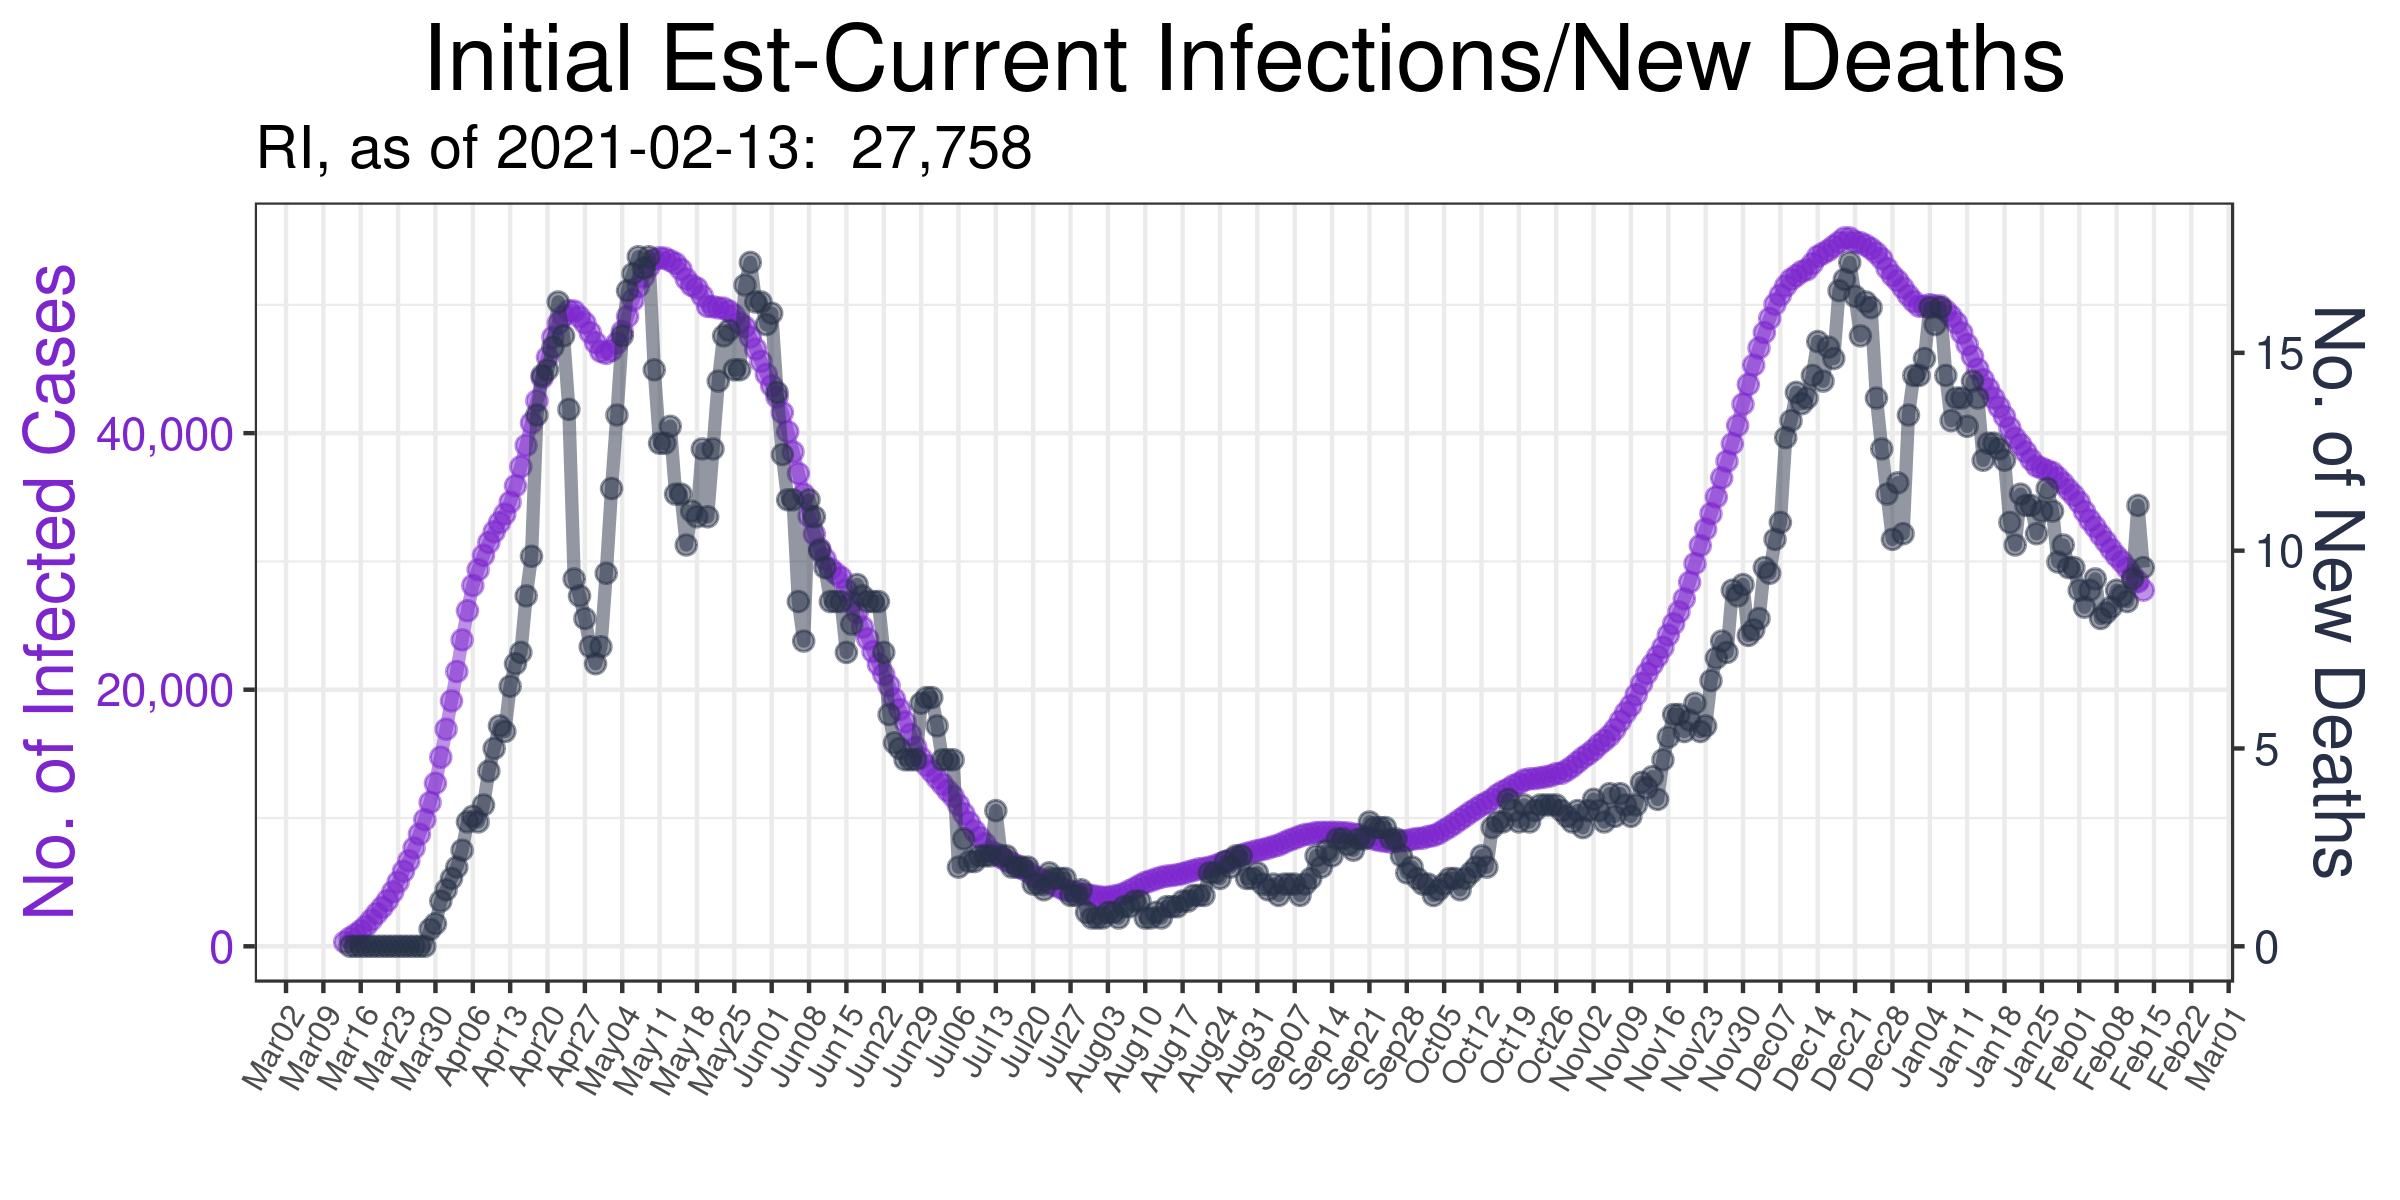 Initial Est-Current Infections/New Deaths
RI, as of 2021-02-13:  27,758
No. of Infected Cases
40,000
20,000
0
15
10
5
0
No. of New Deaths
Mar02
Mar09
Mar16
Mar23
Mar30
Apr06
Apr13
Apr20
Apr27
May04
May11
May18
May25
Jun01
Jun08
Jun15
Jun22
Jun29
Jul06
Jul13
Jul20
Jul27
Aug03
Aug10
Aug17
Aug24
Aug31
Sep07
Sep14
Sep21
Sep28
Oct05
Oct12
Oct19
Oct26
Nov02
Nov09
Nov16
Nov23
Nov30
Dec07
Dec14
Dec21
Dec28
Jan04
Jan11
Jan18
Jan25
Feb01
Feb08
Feb15
Feb22
Mar01